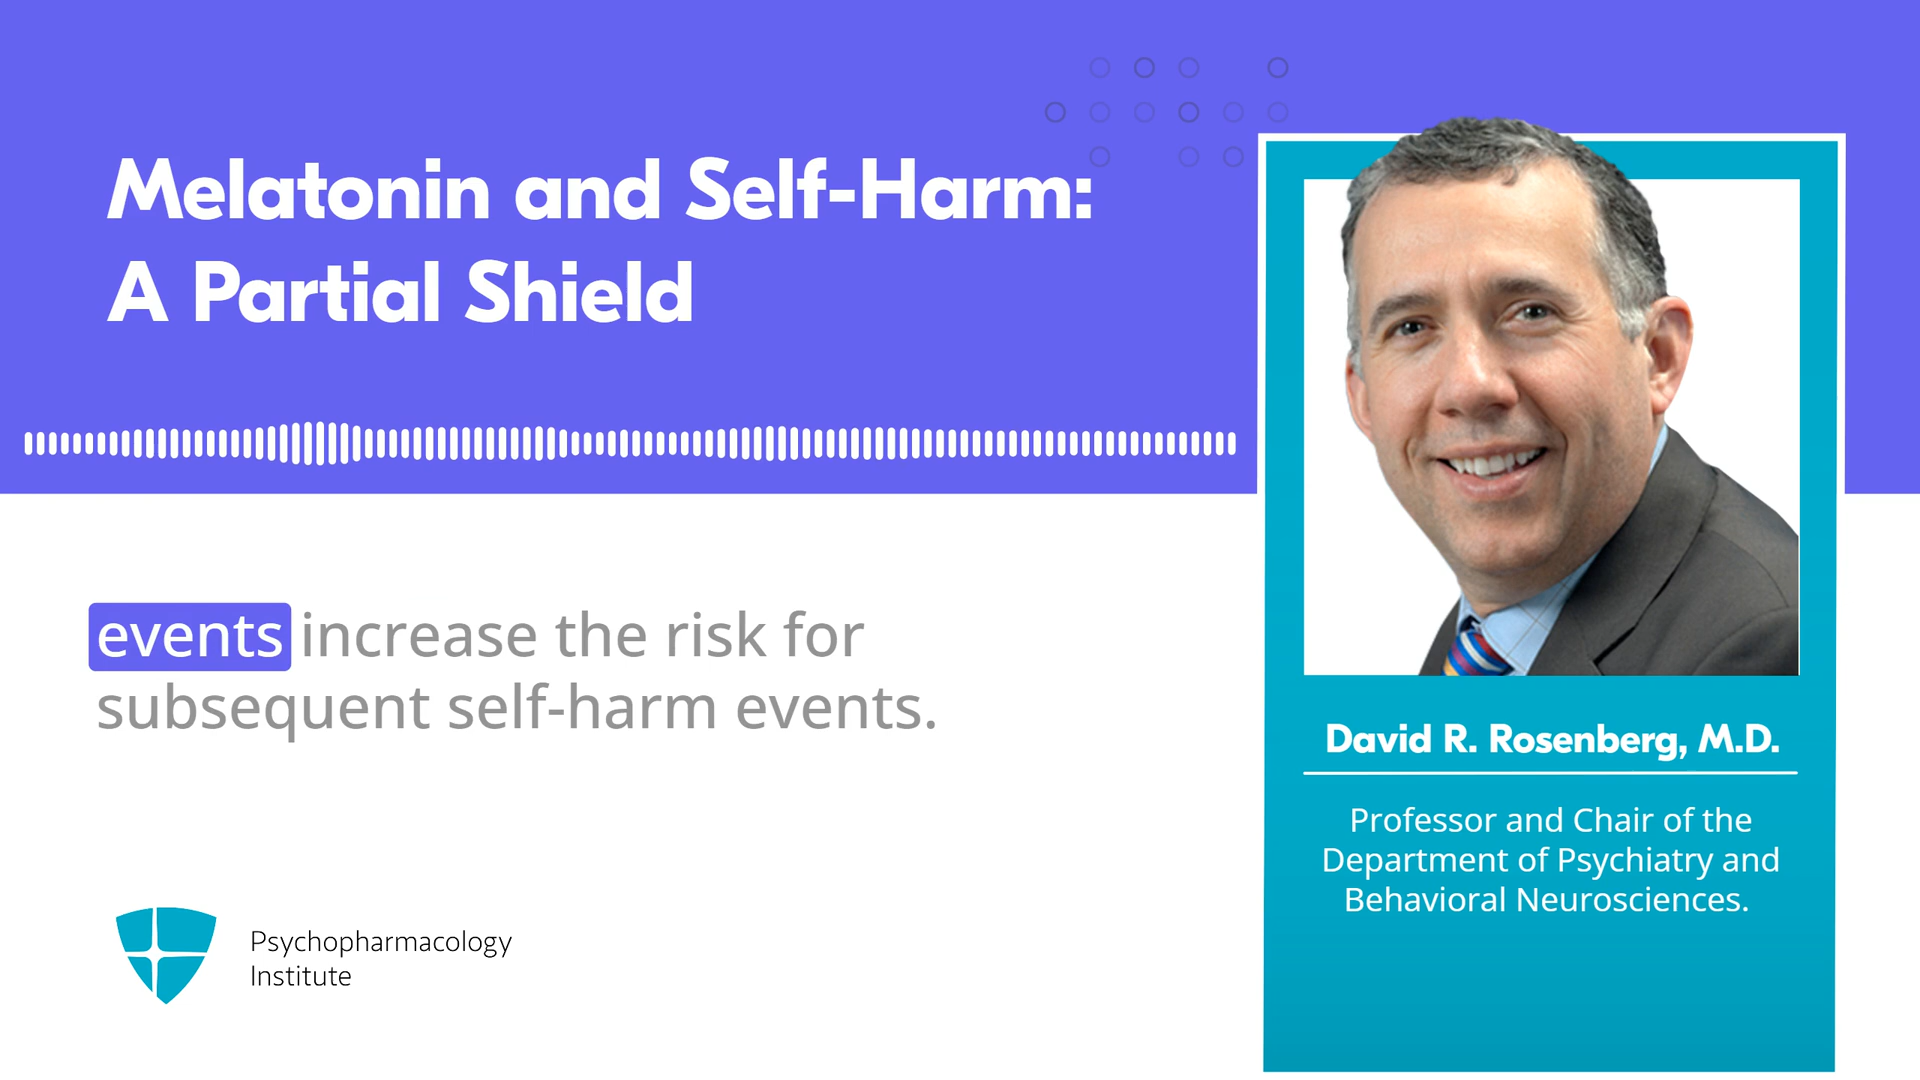 Melatonin and Self-Harm:
A Partial Shield
events increase the risk for
subsequent self-harm events.
Psychopharmacology
Institute
David R. Rosenberg, M.D.
Professor and Chair of the
Department of Psychiatry and
Behavioral Neurosciences.